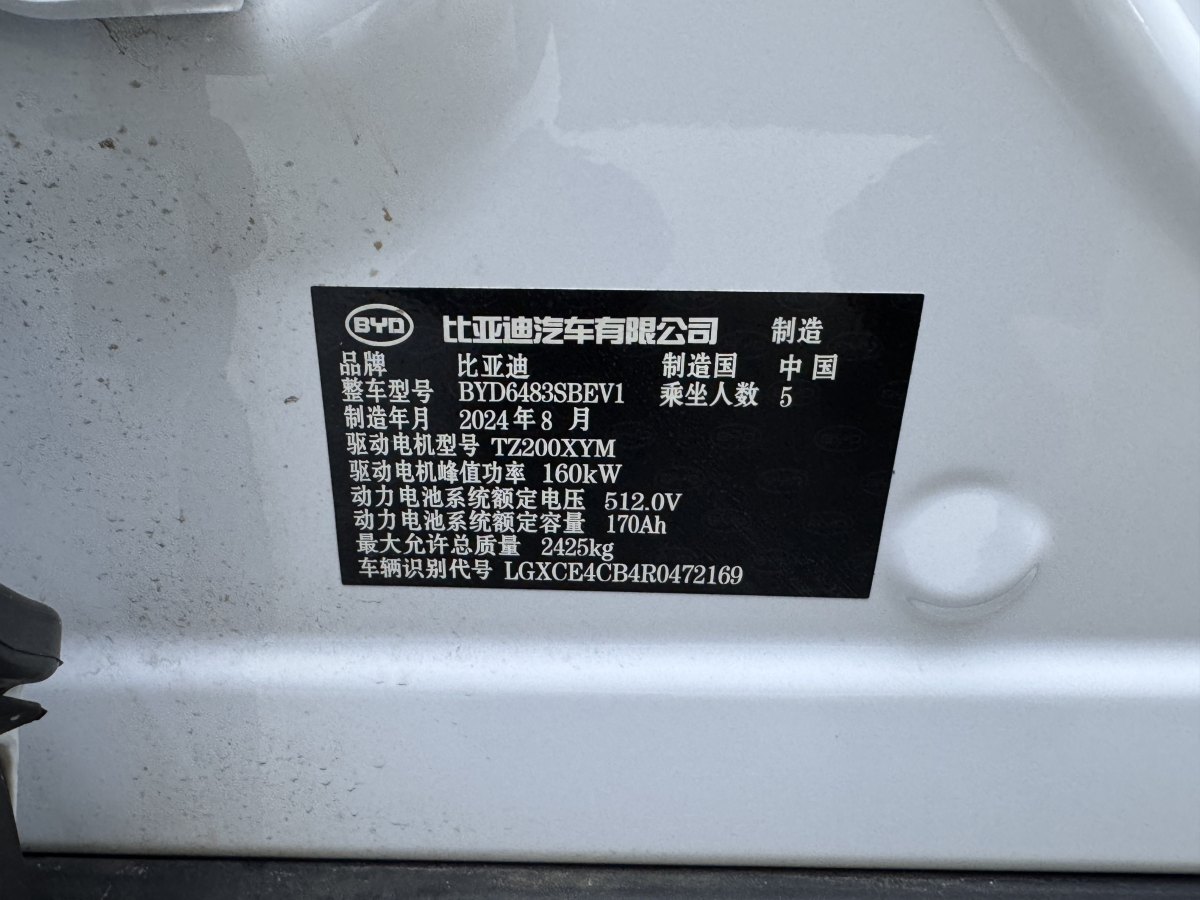 BYD 比亚迪汽车有限公司 制造
品牌 比亚迪 制造国 中国
整车型号 BYD6483SBEV1 乘坐人数 5
制造年月 2024年8月
驱动电机型号 TZ200XYM
驱动电机峰值功率 160kW
动力电池系统额定电压 512.0V
动力电池系统额定容量 170Ah
最大允许总质量 2425kg
车辆识别代号 LGXCE4CB4R0472169